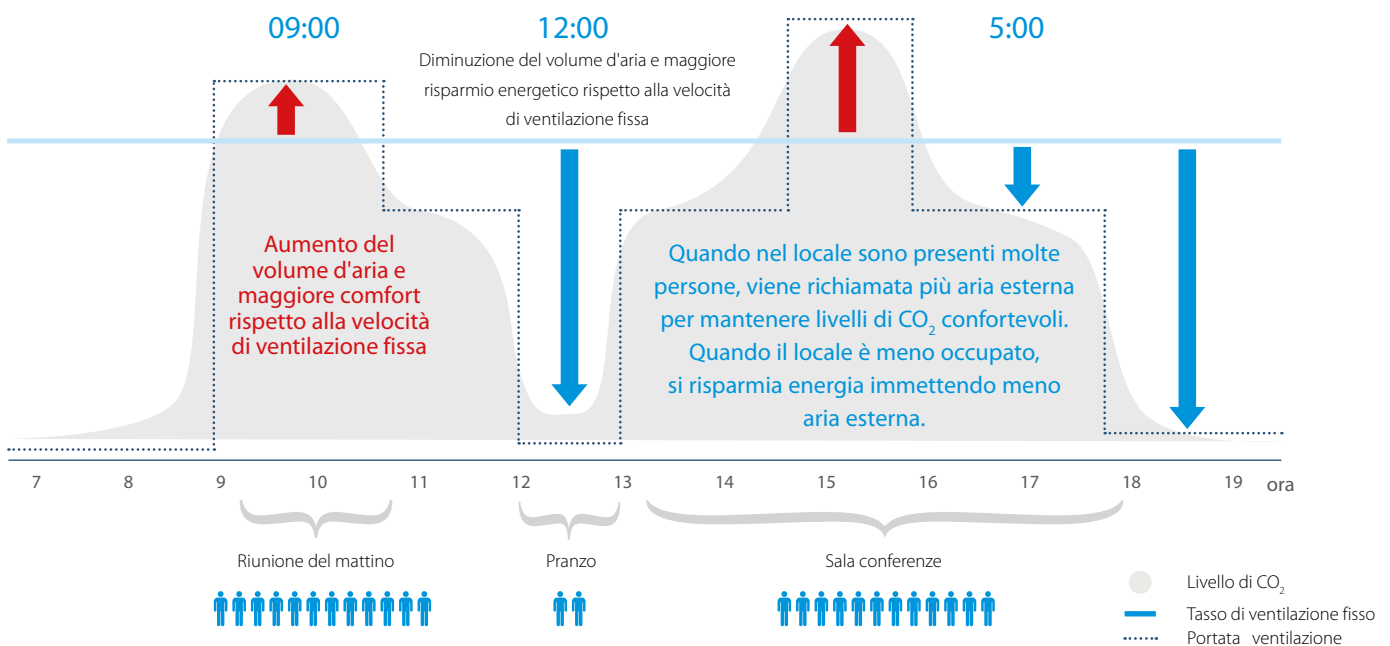 09:00
12:00
5:00
Diminuzione del volume d'aria e maggiore
risparmio energetico rispetto alla velocità
di ventilazione fissa
Aumento del
volume d'aria e
maggiore comfort
rispetto alla velocità
di ventilazione fissa
Quando nel locale sono presenti molte
persone, viene richiamata più aria esterna
per mantenere livelli di CO₂ confortevoli.
Quando il locale è meno occupato,
si risparmia energia immettendo meno
aria esterna.
7 8 9 10 11 12 13 14 15 16 17 18 19 ora
Riunione del mattino
Pranzo
Sala conferenze
Livello di CO₂
Tasso di ventilazione fisso
Portata ventilazione